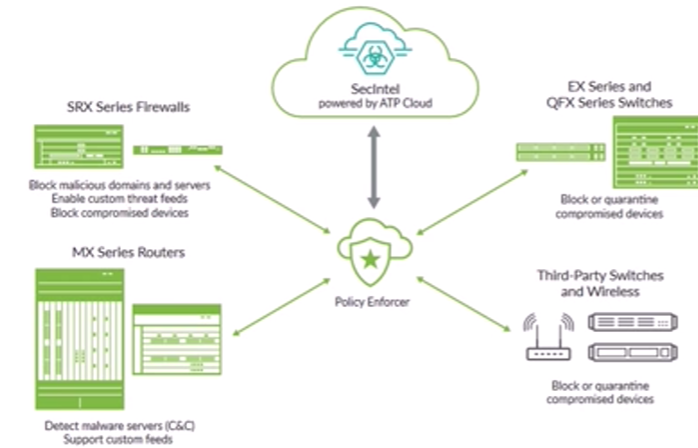 SecIntel
powered by ATP Cloud
SRX Series Firewalls
Block malicious domains and servers
Enable custom threat feeds
Block compromised devices
EX Series and
QFX Series Switches
Block or quarantine
compromised devices
Policy Enforcer
MX Series Routers
Detect malware servers (C&C)
Support custom feeds
Third-Party Switches
and Wireless
Block or quarantine
compromised devices